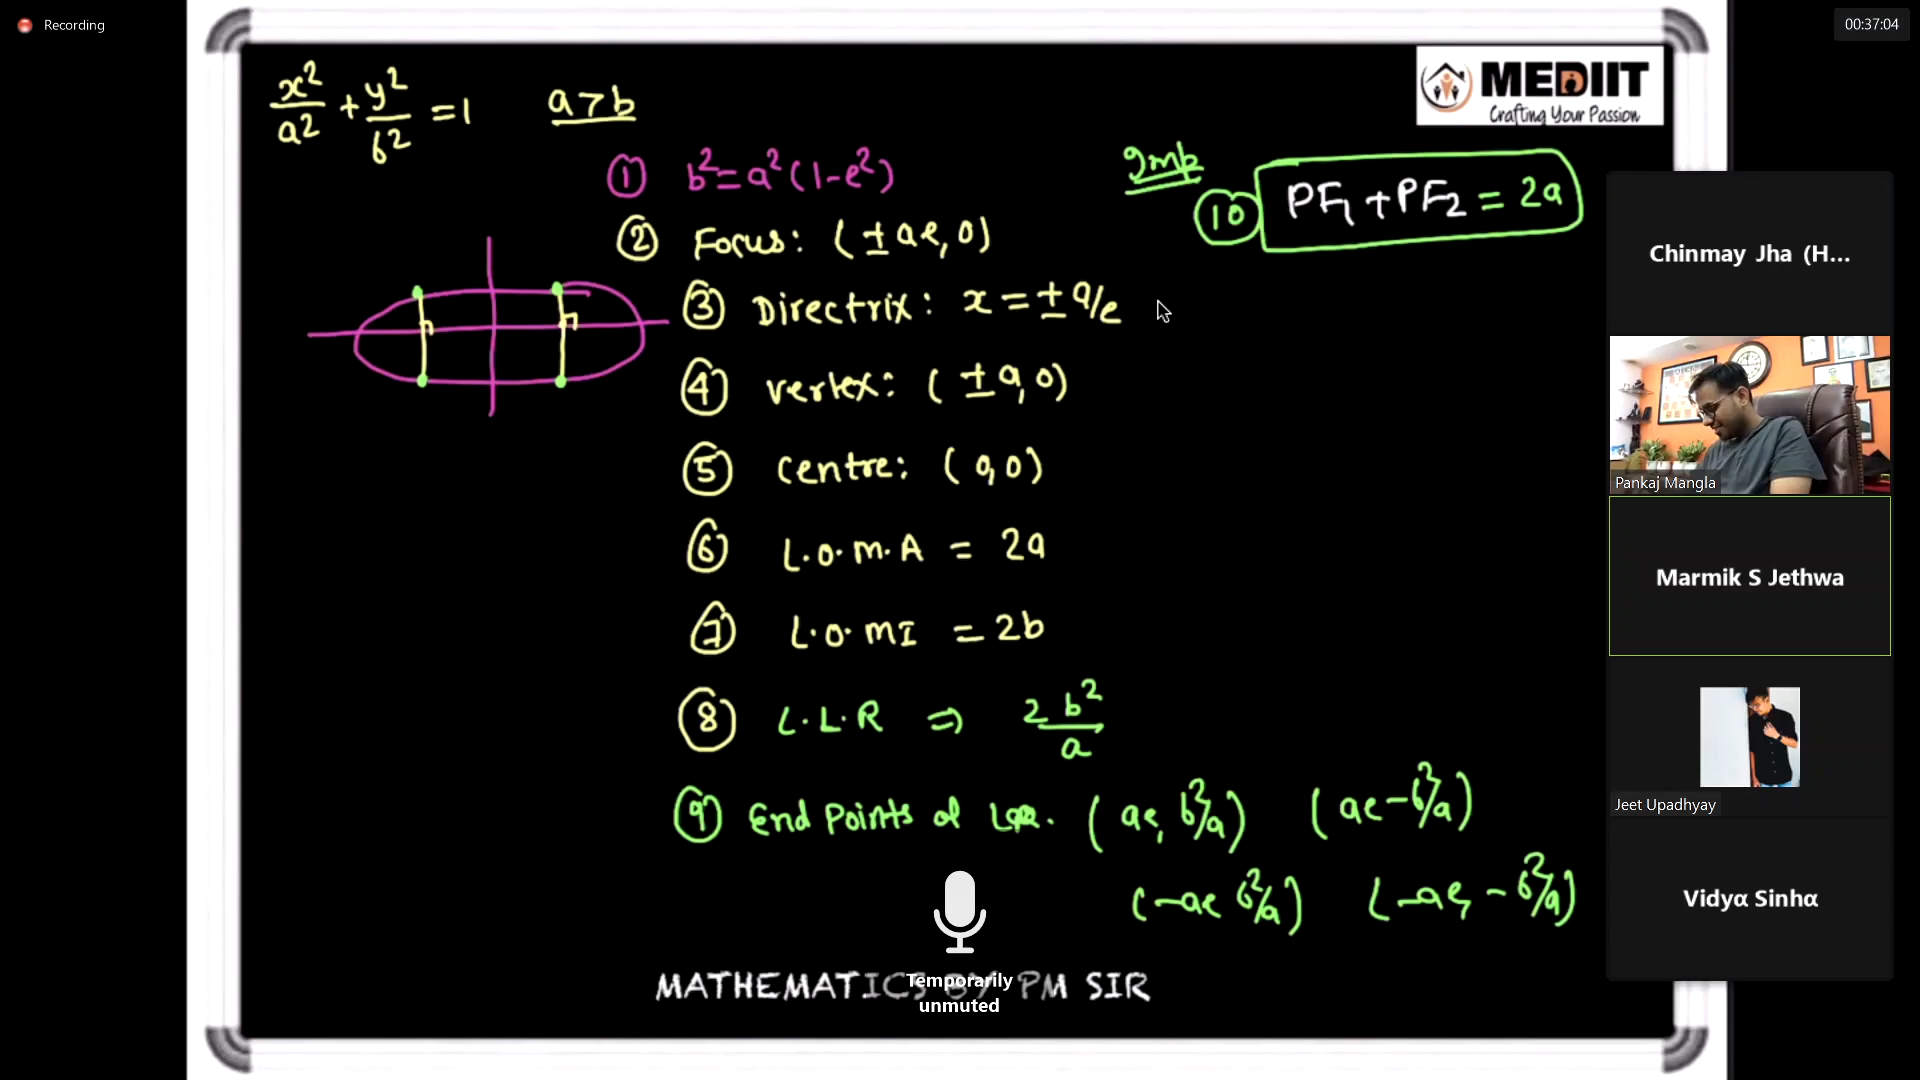 Recording
00:37:04
x²/a² + y²/b² = 1    a > b
MEDIIT
Crafting Your Passion
① b² = a²(1-e²)
Imp
⑩ PF₁ + PF₂ = 2a
② Focus: (±ae, 0)
③ Directrix: x = ± a/e
④ vertex: (±a, 0)
⑤ centre: (0,0)
⑥ L.O.M.A = 2a
⑦ L.O.MI = 2b
⑧ L.L.R ⇒ 2b²/a
⑨ End Points of (ae, b²/a) (ae - b²/a)
(-ae b²/a) (-ae, - b²/a)
MATHEMATICS BY PM SIR
Temporarily
unmuted
Chinmay Jha (H...
Pankaj Mangla
Marmik S Jethwa
Jeet Upadhyay
Vidyα Sinhα